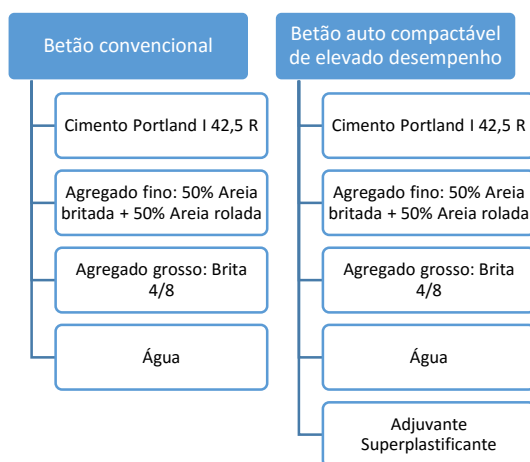 Betão convencional
Cimento Portland I 42,5 R
Agregado fino: 50% Areia
britada + 50% Areia rolada
Agregado grosso: Brita
4/8
Água
Betão auto compactável
de elevado desempenho
Cimento Portland I 42,5 R
Agregado fino: 50% Areia
britada + 50% Areia rolada
Agregado grosso: Brita
4/8
Água
Adjuvante
Superplastificante